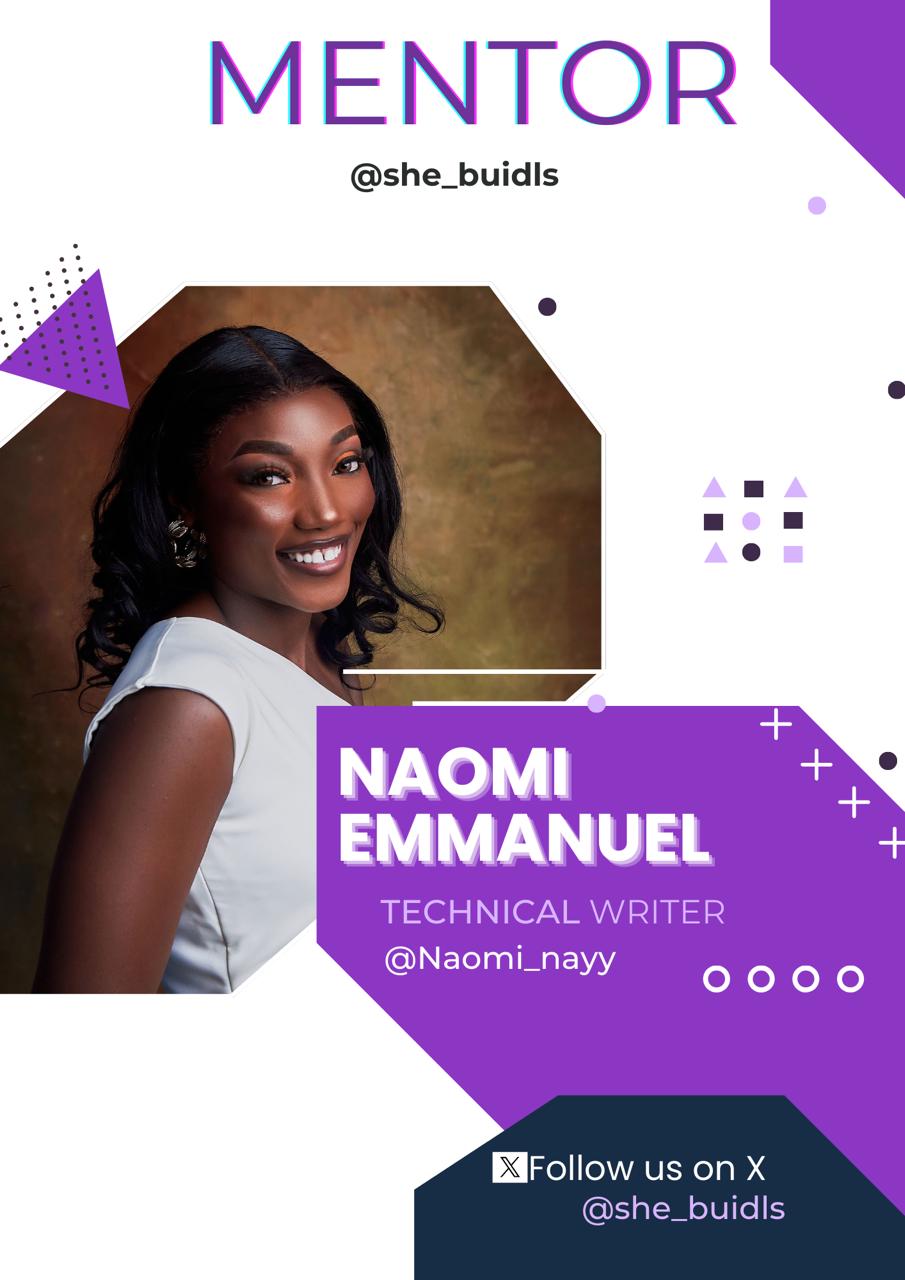 MENTOR
@she_buidls
NAOMI
EMMANUEL
TECHNICAL WRITER
@Naomi_nayy
Follow us on X
@she_buidls